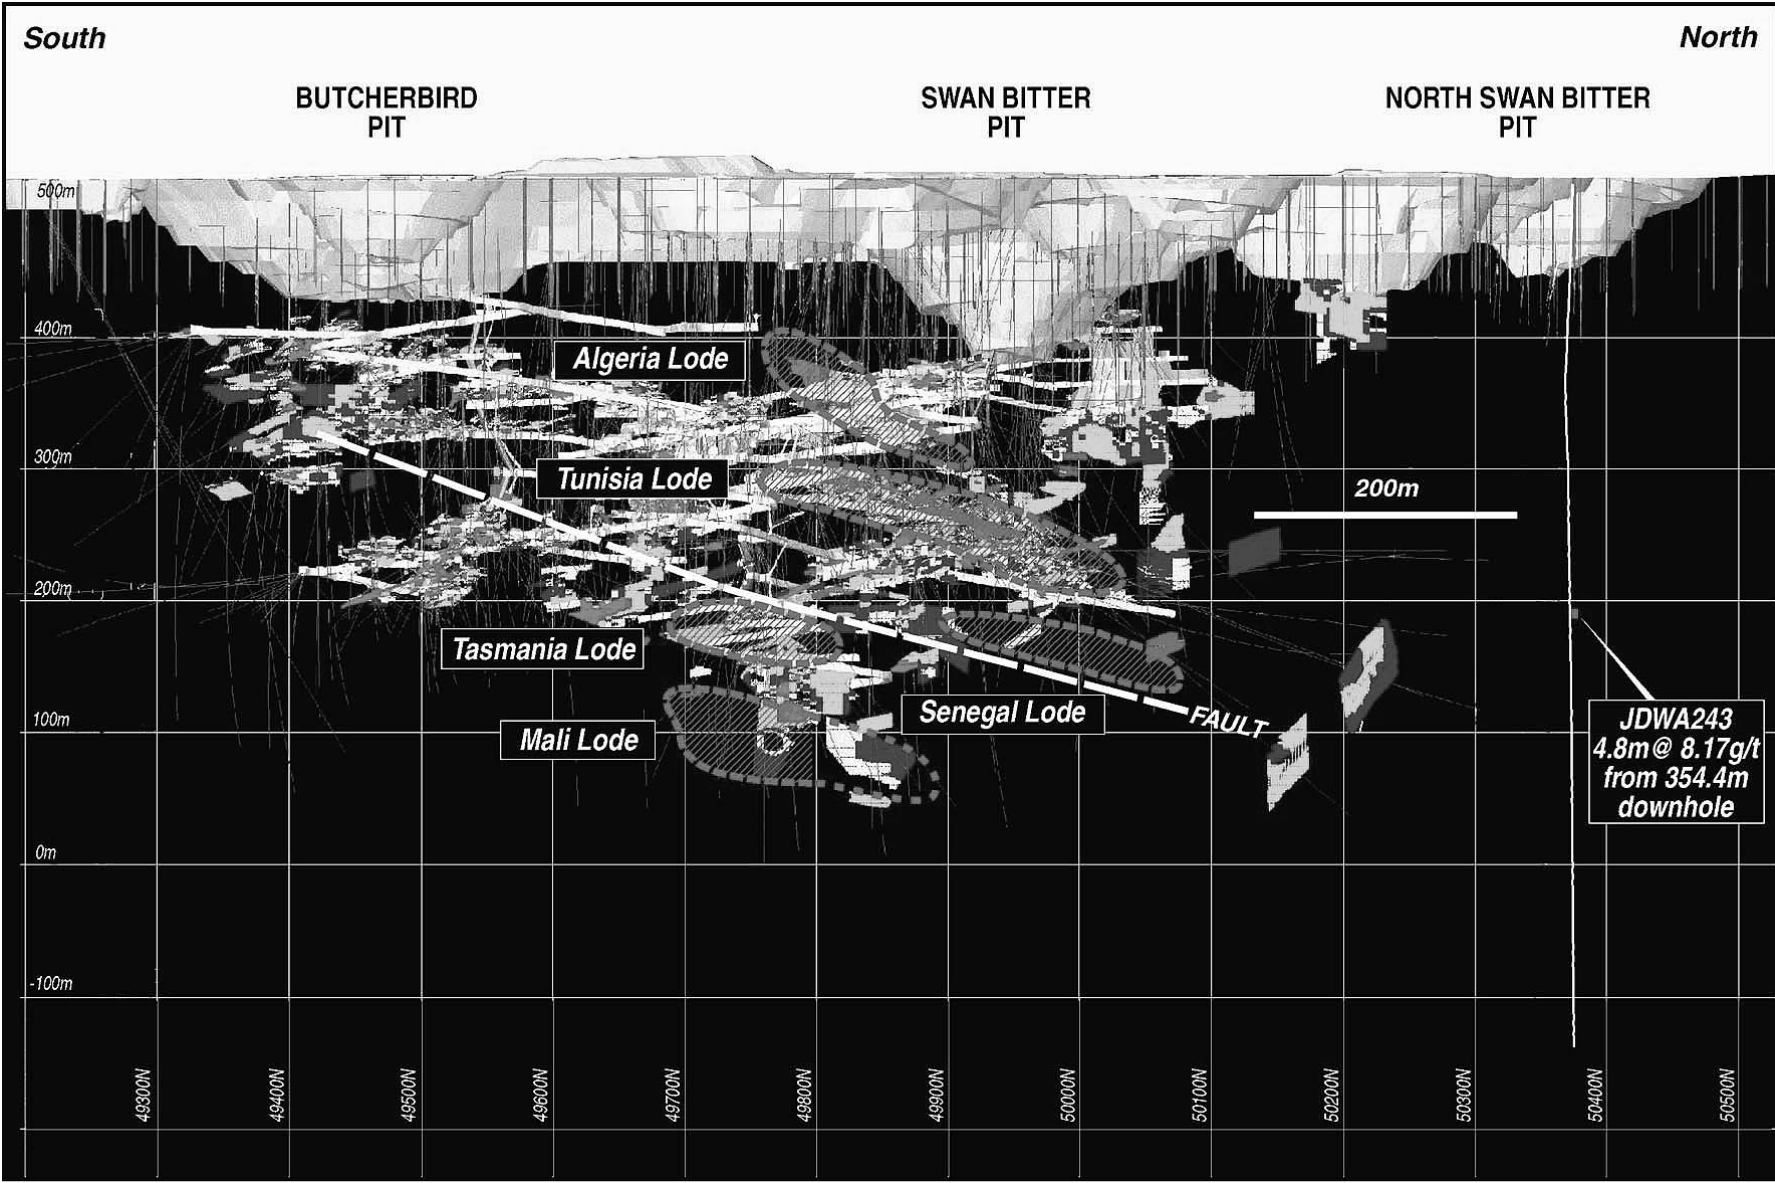 South
North
BUTCHERBIRD
PIT
SWAN BITTER
PIT
NORTH SWAN BITTER
PIT
500m
400m
Algeria Lode
300m
Tunisia Lode
200m
200m
Tasmania Lode
100m
Senegal Lode
FAULT
Mali Lode
JDWA243
4.8m@ 8.17g/t
from 354.4m
downhole
0m
-100m
49300N
49400N
49500N
49600N
49700N
49800N
49900N
50000N
50100N
50200N
50300N
50400N
50500N